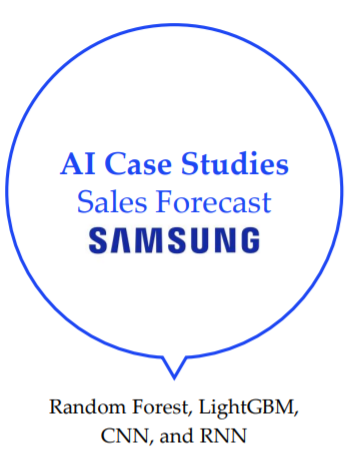 AI Case Studies
Sales Forecast
SAMSUNG
Random Forest, LightGBM,
CNN, and RNN